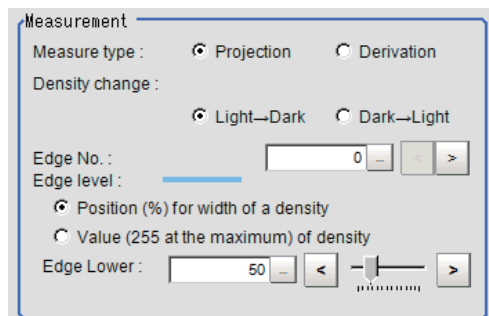 Measurement
Measure type : Projection Derivation
Density change :
Light→Dark Dark→Light
Edge No. : 0 ... < >
Edge level :
Position (%) for width of a density
Value (255 at the maximum) of density
Edge Lower : 50 ... < >